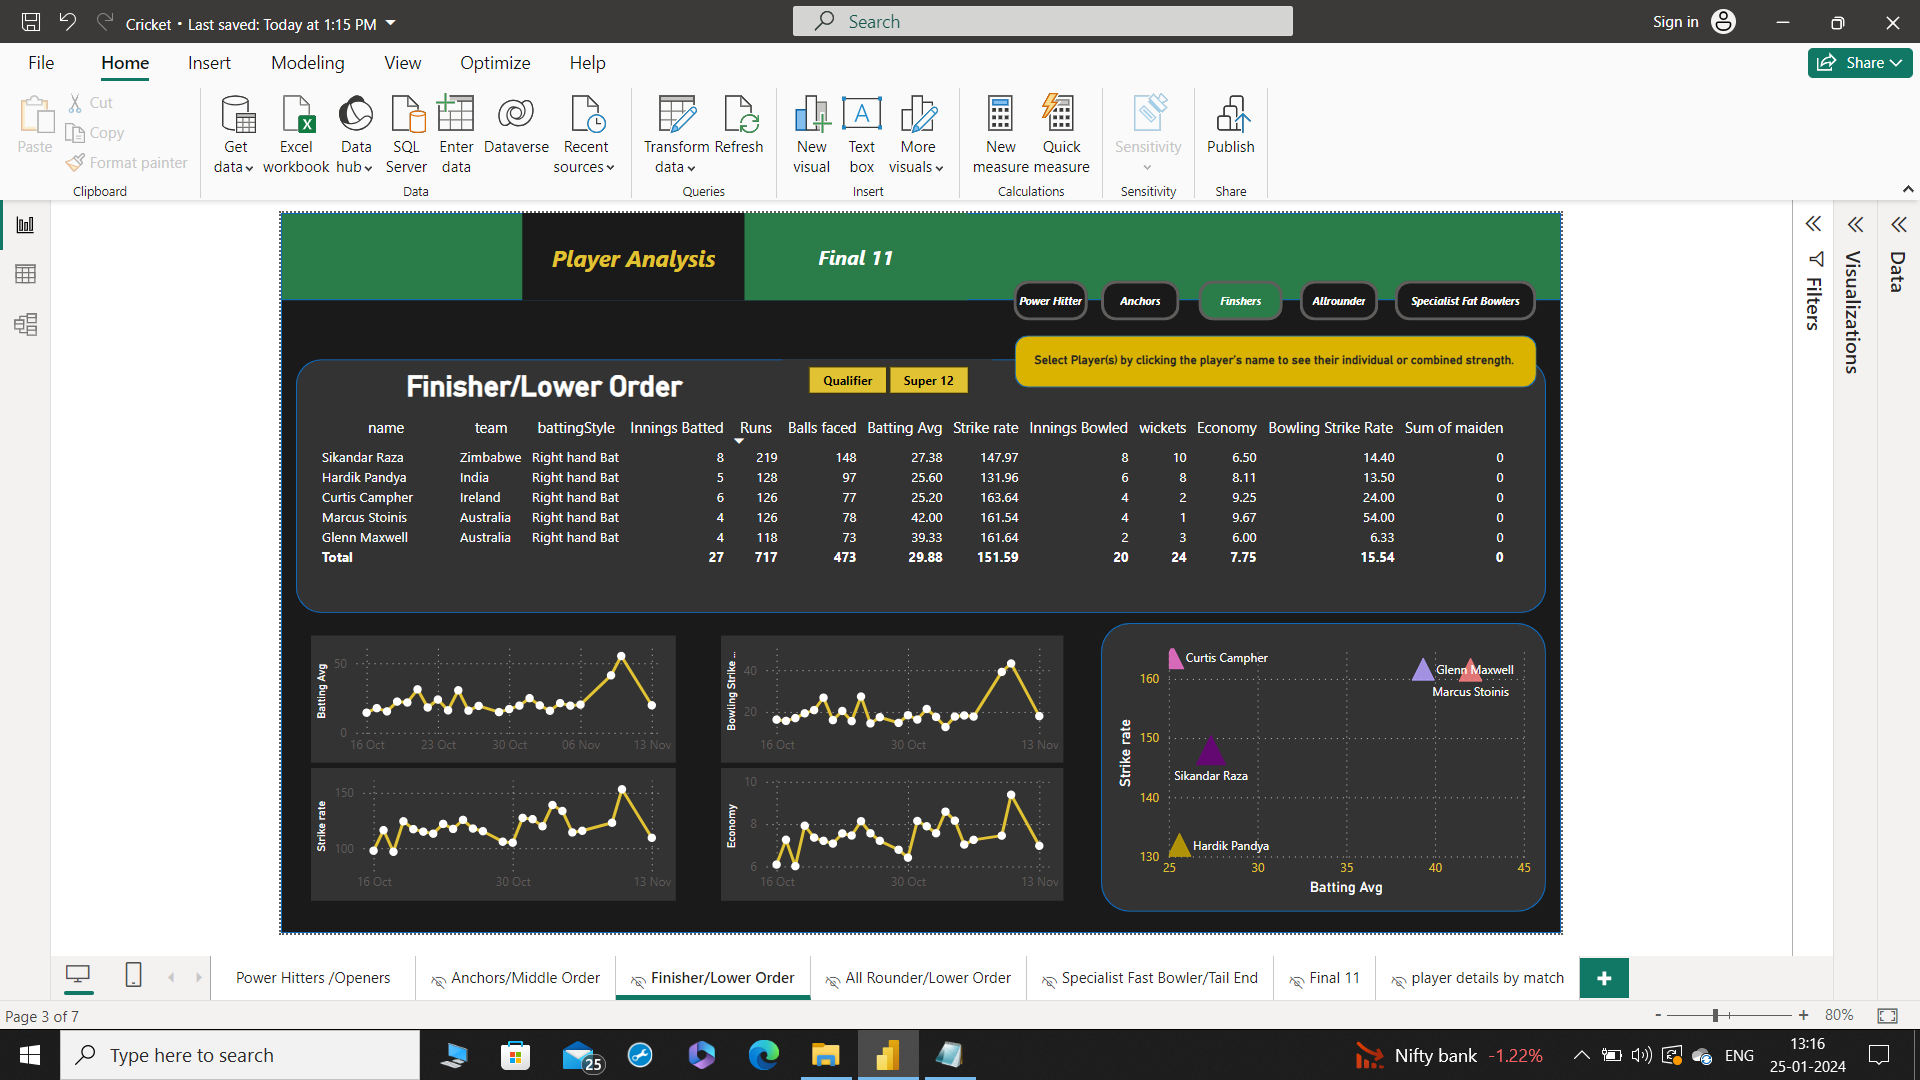 Cricket • Last saved: Today at 1:15 PM
Search
Sign in
File
Home
Insert
Modeling
View
Optimize
Help
Share
Paste
Cut
Copy
Format painter
Clipboard
Get data
Excel workbook
Data hub
SQL Server
Enter data
Dataverse
Recent sources
Data
Transform data
Refresh
Queries
New visual
Text box
More visuals
Insert
New measure
Quick measure
Calculations
Sensitivity
Sensitivity
Publish
Share
Player Analysis
Final 11
Power Hitter
Anchors
Finshers
Allrounder
Specialist Fat Bowlers
Select Player(s) by clicking the player's name to see their individual or combined strength.
Finisher/Lower Order
Qualifier
Super 12
name team battingStyle Innings Batted Runs Balls faced Batting Avg Strike rate Innings Bowled wickets Economy Bowling Strike Rate Sum of maiden
Sikandar Raza Zimbabwe Right hand Bat 8 219 148 27.38 147.97 8 10 6.50 14.40 0
Hardik Pandya India Right hand Bat 5 128 97 25.60 131.96 6 8 8.11 13.50 0
Curtis Campher Ireland Right hand Bat 6 126 77 25.20 163.64 4 2 9.25 24.00 0
Marcus Stoinis Australia Right hand Bat 4 126 78 42.00 161.54 4 1 9.67 54.00 0
Glenn Maxwell Australia Right hand Bat 4 118 73 39.33 161.64 2 3 6.00 6.33 0
Total 27 717 473 29.88 151.59 20 24 7.75 15.54 0
Batting Avg
50
0
16 Oct 23 Oct 30 Oct 06 Nov 13 Nov
Bowling Strike ...
40
20
16 Oct 30 Oct 13 Nov
Strike rate
150
100
16 Oct 30 Oct 13 Nov
Economy
10
8
6
16 Oct 30 Oct 13 Nov
Strike rate
160
150
140
130
Curtis Campher
Glenn Maxwell
Marcus Stoinis
Sikandar Raza
Hardik Pandya
25 30 35 40 45
Batting Avg
Filters
Visualizations
Data
Power Hitters /Openers
Anchors/Middle Order
Finisher/Lower Order
All Rounder/Lower Order
Specialist Fast Bowler/Tail End
Final 11
player details by match
+
Page 3 of 7
- + 80%
Type here to search
25
Nifty bank -1.22%
ENG
13:16
25-01-2024